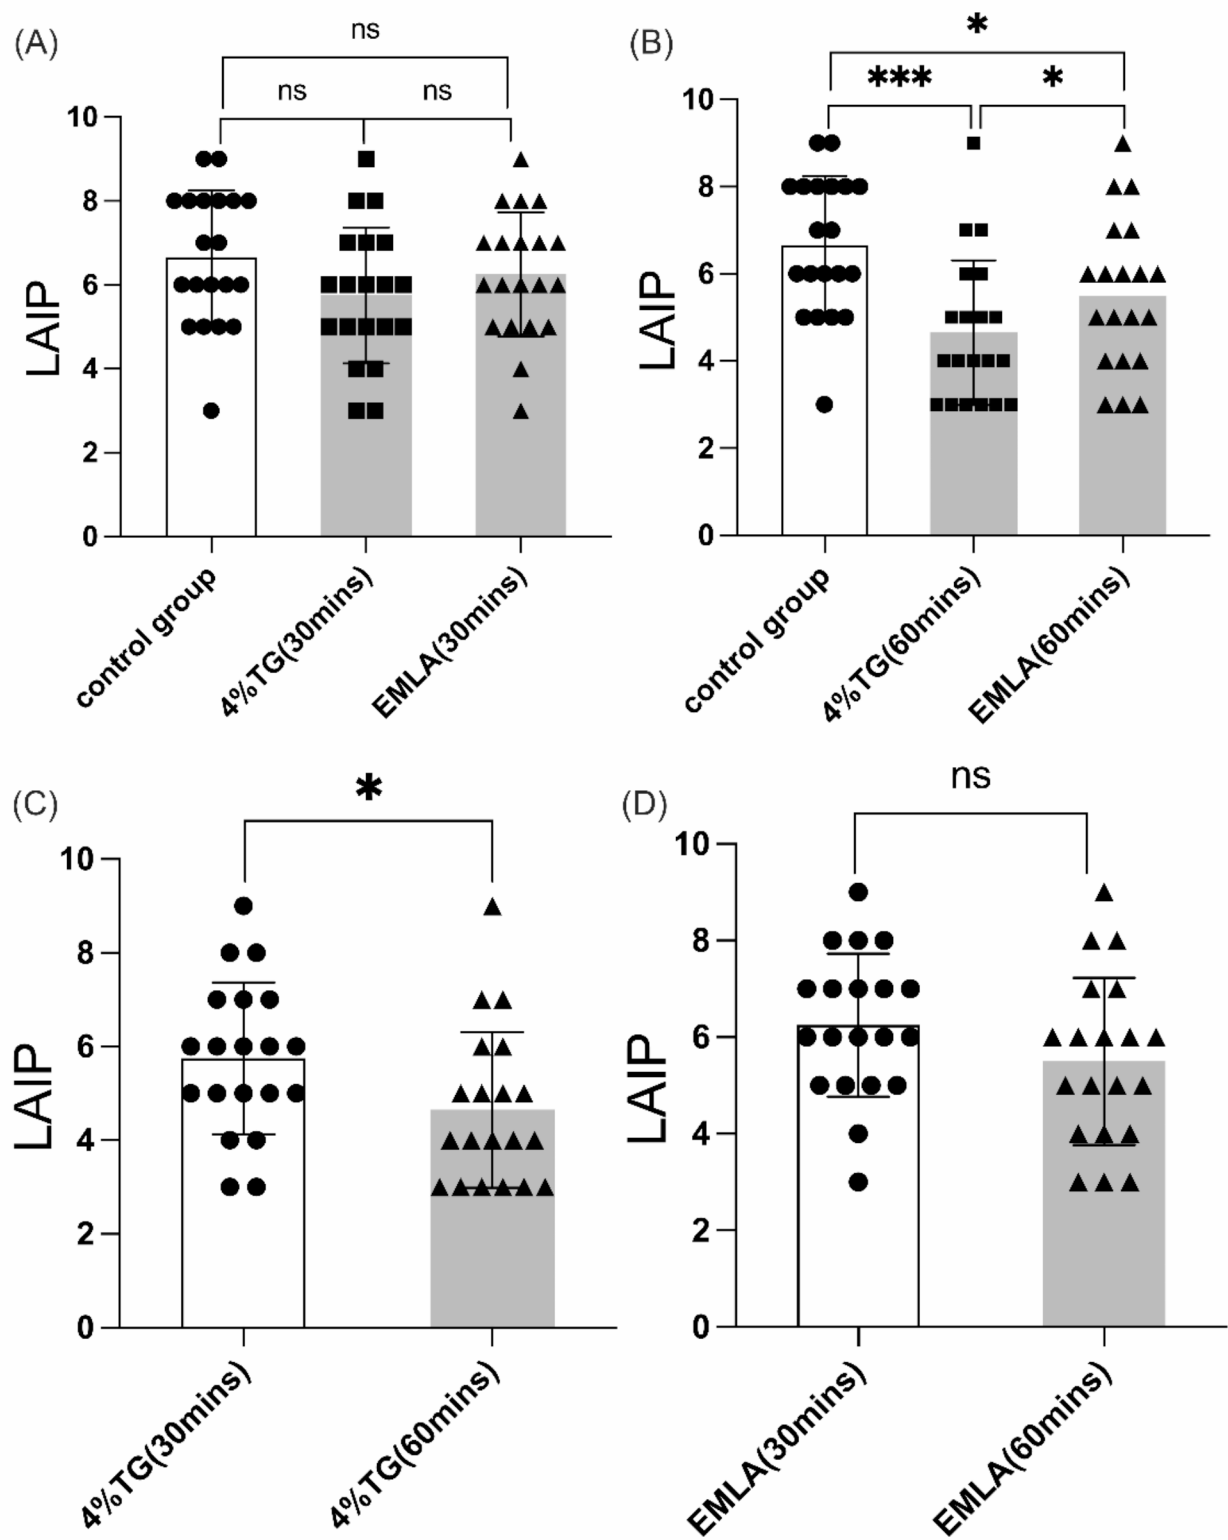 (A)
ns
ns
ns
LAIP
10
8
6
4
2
0
control group
4%TG(30mins)
EMLA(30mins)
(B)
*
***
*
LAIP
10
8
6
4
2
0
control group
4%TG(60mins)
EMLA(60mins)
(C)
*
LAIP
10
8
6
4
2
0
4%TG(30mins)
4%TG(60mins)
(D)
ns
LAIP
10
8
6
4
2
0
EMLA(30mins)
EMLA(60mins)